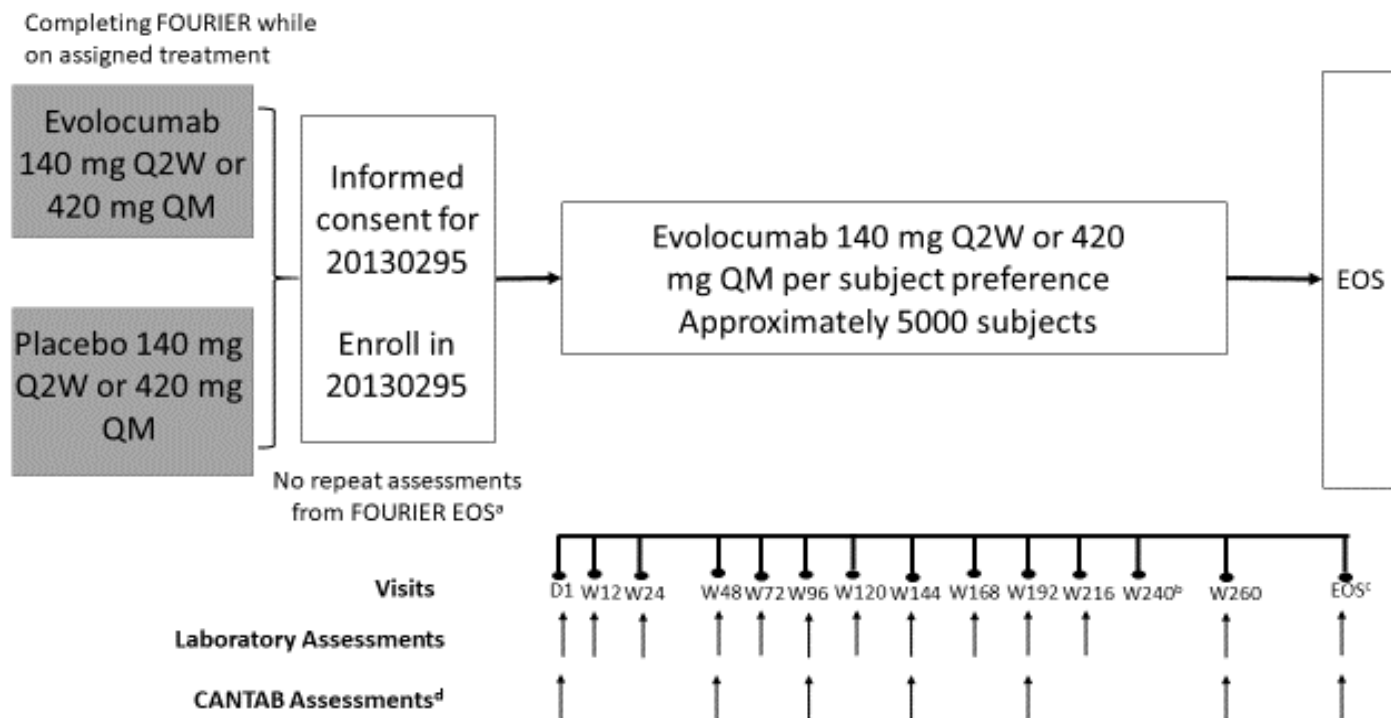 Completing FOURIER while
on assigned treatment
Evolocumab
140 mg Q2W or
420 mg QM
Placebo 140 mg
Q2W or 420 mg
QM
Informed
consent for
20130295
Enroll in
20130295
No repeat assessments
from FOURIER EOSᵃ
Evolocumab 140 mg Q2W or 420
mg QM per subject preference
Approximately 5000 subjects
EOS
Visits
D1 W12 W24 W48 W72 W96 W120 W144 W168 W192 W216 W240ᵇ W260 EOSᶜ
Laboratory Assessments
CANTAB Assessmentsᵈ